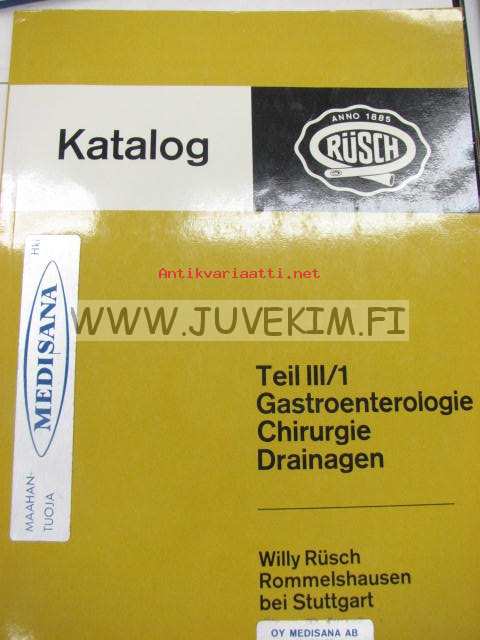 Katalog
ANNO 1885
RÜSCH
Antikvariaatti.net
WWW.JUVEKIM.FI
Hki
MEDISANA
MAAHAN-
TUOJA
Teil III/1
Gastroenterologie
Chirurgie
Drainagen
Willy Rüsch
Rommelshausen
bei Stuttgart
OY MEDISANA AB